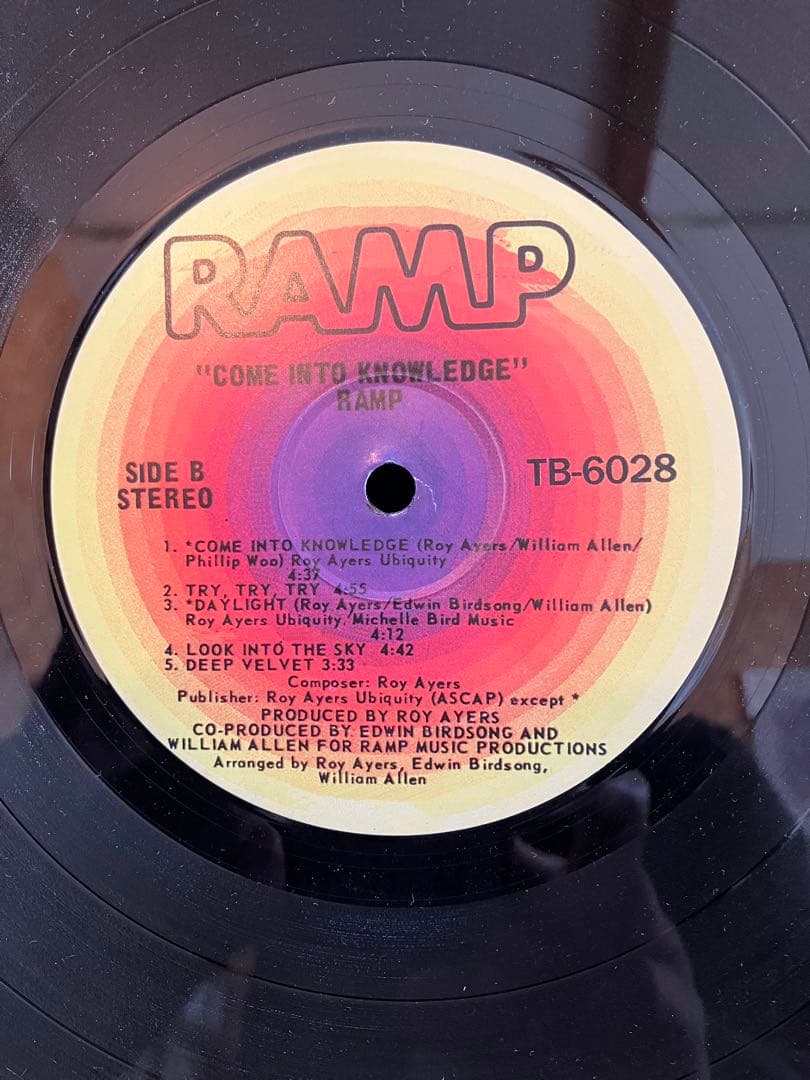 RAMP
"COME INTO KNOWLEDGE"
RAMP
SIDE B
STEREO
TB-6028
1. *COME INTO KNOWLEDGE (Roy Ayers/William Allen/
Phillip Woo) Roy Ayers Ubiquity
4:37
2. TRY, TRY, TRY 4:55
3. *DAYLIGHT (Roy Ayers/Edwin Birdsong/William Allen)
Roy Ayers Ubiquity/Michelle Bird Music
4:12
4. LOOK INTO THE SKY 4:42
5. DEEP VELVET 3:33
Composer: Roy Ayers
Publisher: Roy Ayers Ubiquity (ASCAP) except *
PRODUCED BY ROY AYERS
CO-PRODUCED BY: EDWIN BIRDSONG AND
WILLIAM ALLEN FOR RAMP MUSIC PRODUCTIONS
Arranged by Roy Ayers, Edwin Birdsong,
William Allen